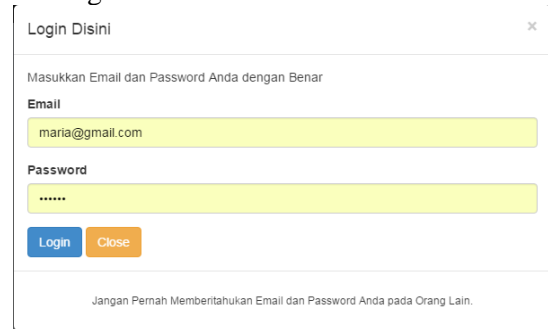 Login Disini ×
Masukkan Email dan Password Anda dengan Benar
Email
maria@gmail.com
Password
••••••
Login Close
Jangan Pernah Memberitahukan Email dan Password Anda pada Orang Lain.